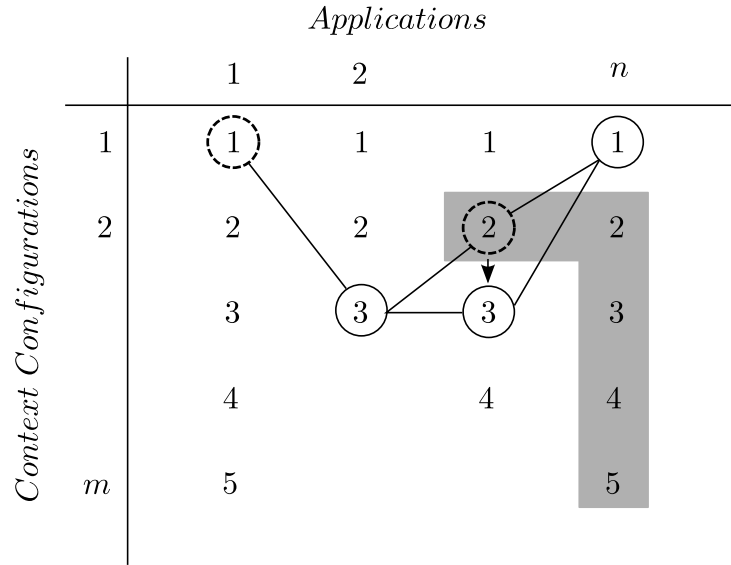 Applications
1 2 n
Context Configurations
1 1 1 1 1
2 2 2 2 2
3 3 3 3
4 4 4
m 5 5